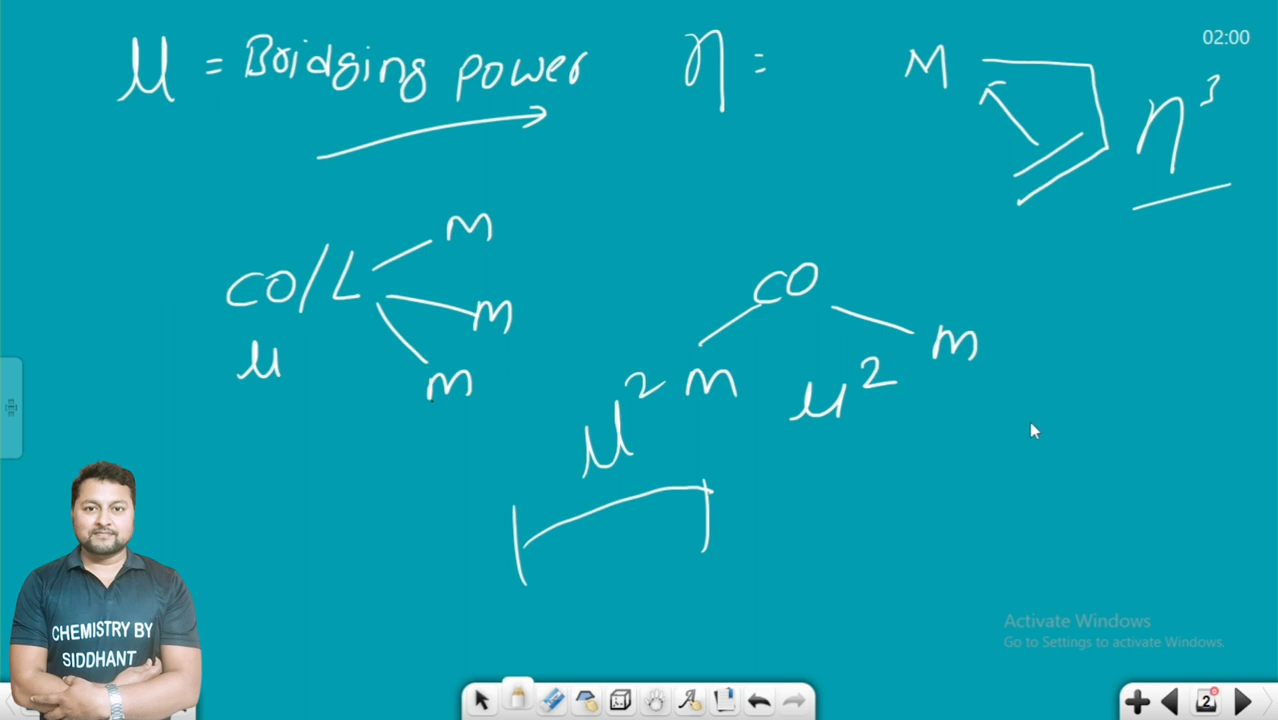 μ = Bridging power η =
M
η³
02:00
CO/L
M
M
M
μ
CO
M
M
μ²
μ²
CHEMISTRY BY
SIDDHANT
Activate Windows
Go to Settings to activate Windows.
2